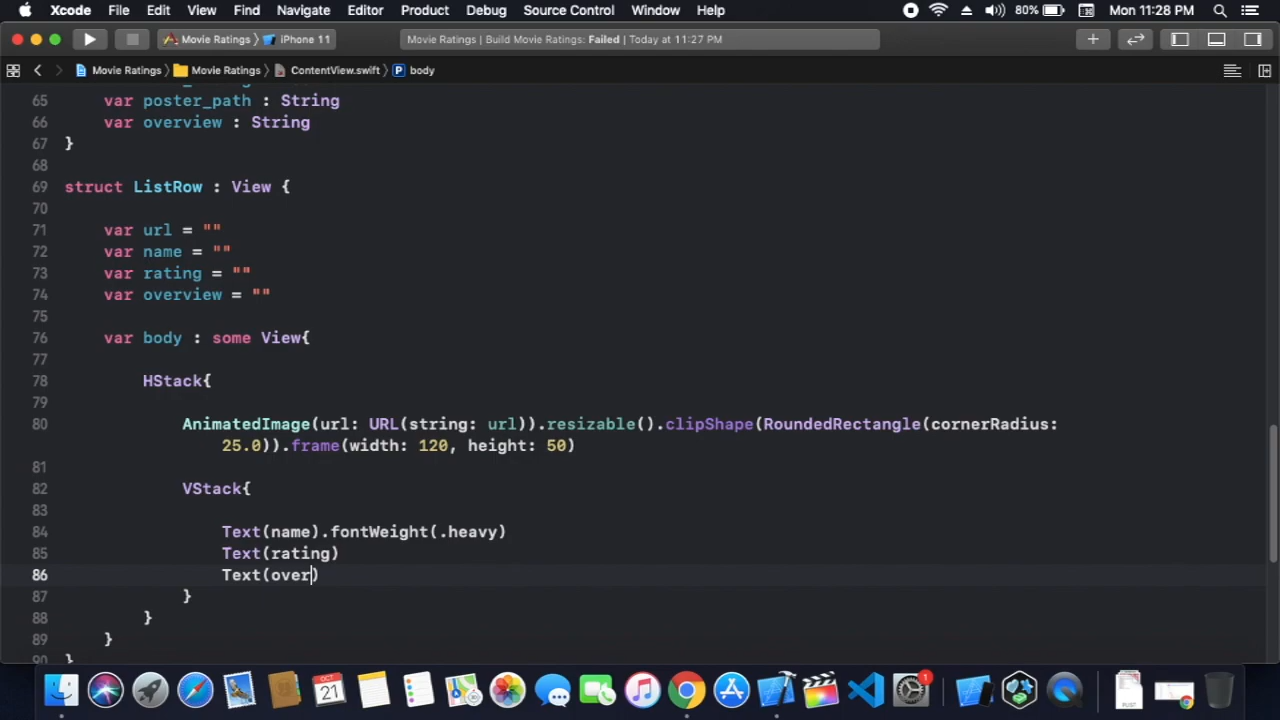 Xcode File Edit View Find Navigate Editor Product Debug Source Control Window Help 80% Mon 11:28 PM
Movie Ratings iPhone 11 Movie Ratings | Build Movie Ratings: Failed | Today at 11:27 PM
Movie Ratings Movie Ratings ContentView.swift P body
65 var poster_path : String
66 var overview : String
67 }
68
69 struct ListRow : View {
70
71 var url = ""
72 var name = ""
73 var rating = ""
74 var overview = ""
75
76 var body : some View{
77
78 HStack{
79
80 AnimatedImage(url: URL(string: url)).resizable().clipShape(RoundedRectangle(cornerRadius:
25.0)).frame(width: 120, height: 50)
81
82 VStack{
83
84 Text(name).fontWeight(.heavy)
85 Text(rating)
86 Text(over)
87 }
88 }
89 }
90 }
OCT
21
1